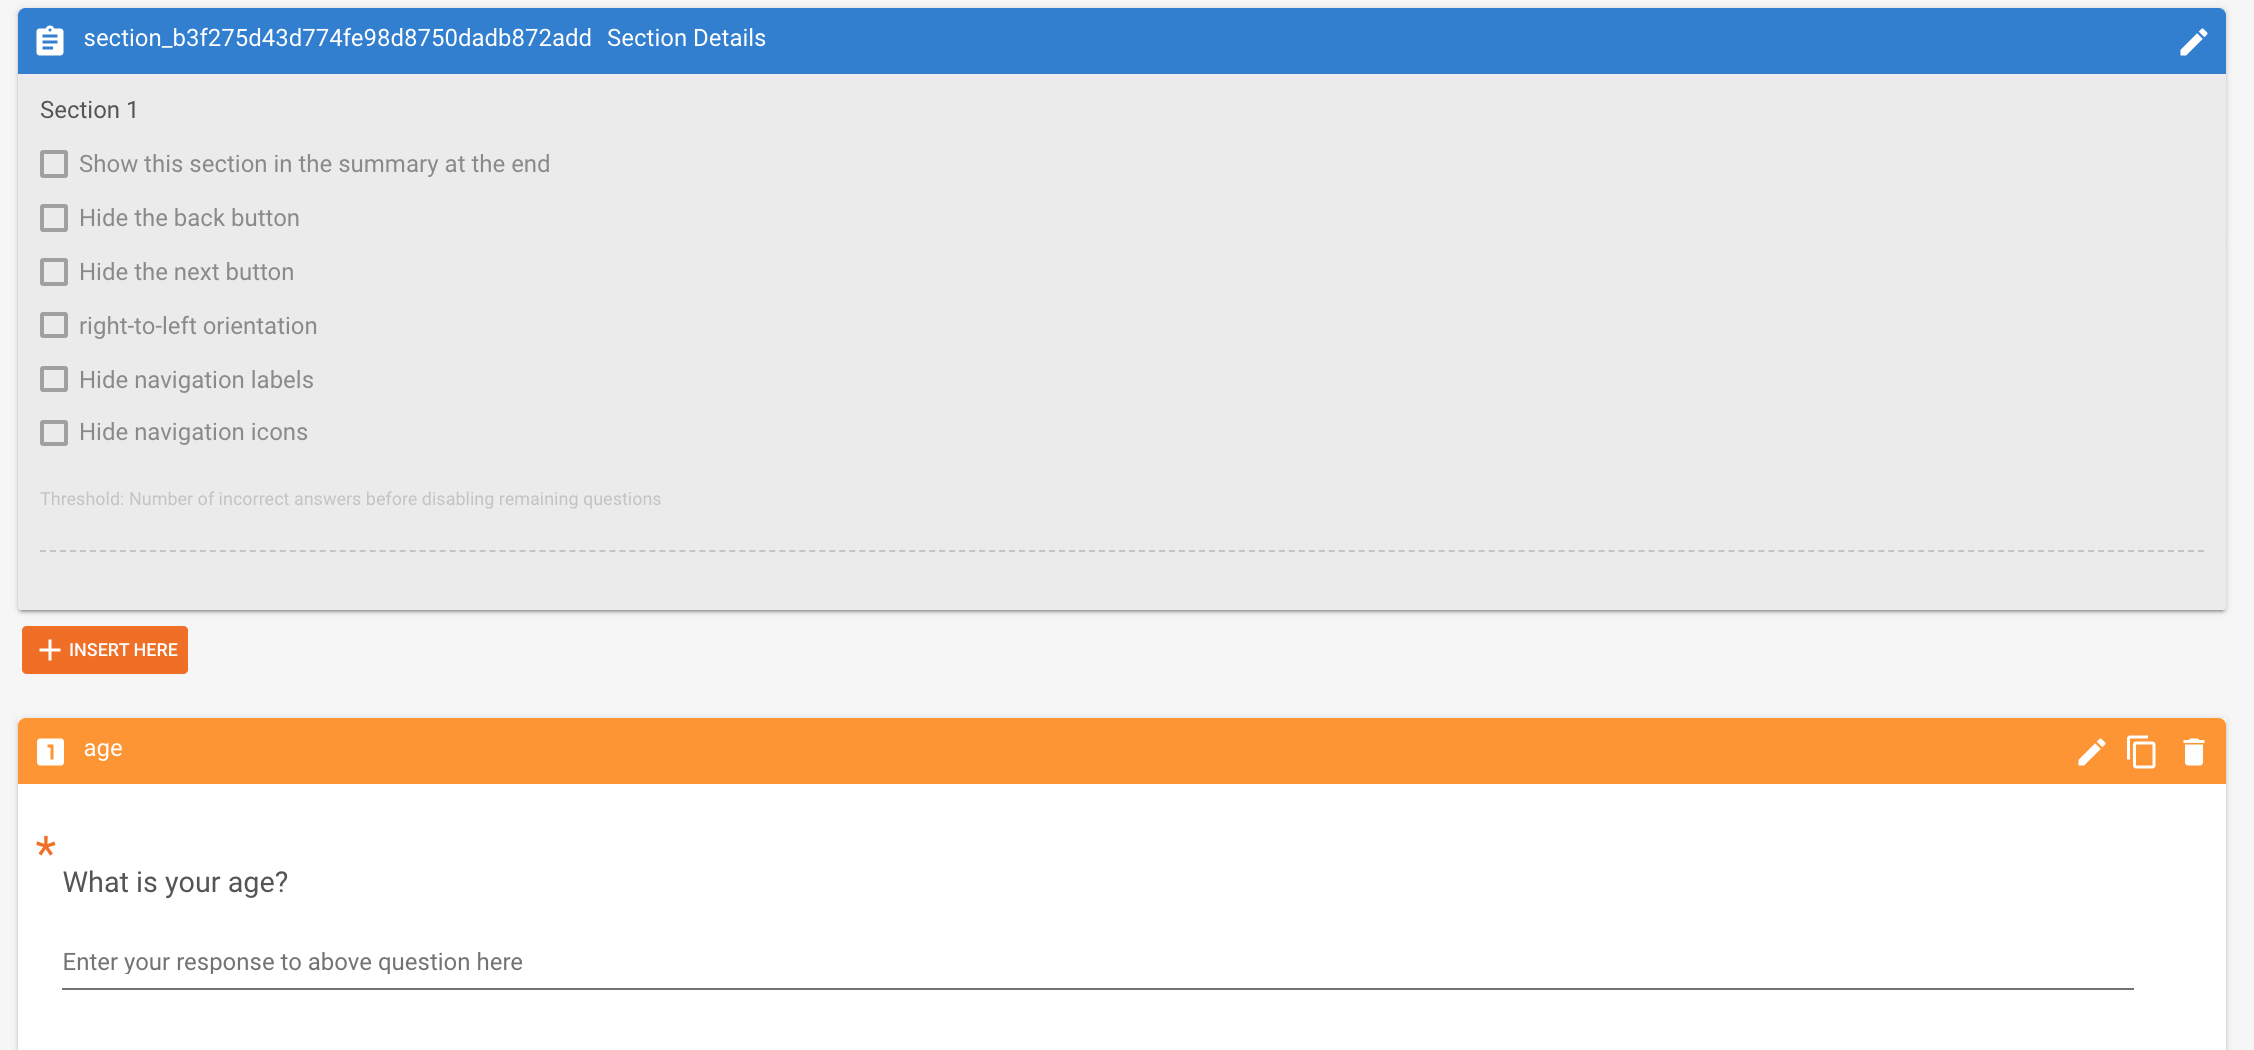 section_b3f275d43d774fe98d8750dadb872add Section Details
Section 1
Show this section in the summary at the end
Hide the back button
Hide the next button
right-to-left orientation
Hide navigation labels
Hide navigation icons
Threshold: Number of incorrect answers before disabling remaining questions
INSERT HERE
1 age
*
What is your age?
Enter your response to above question here